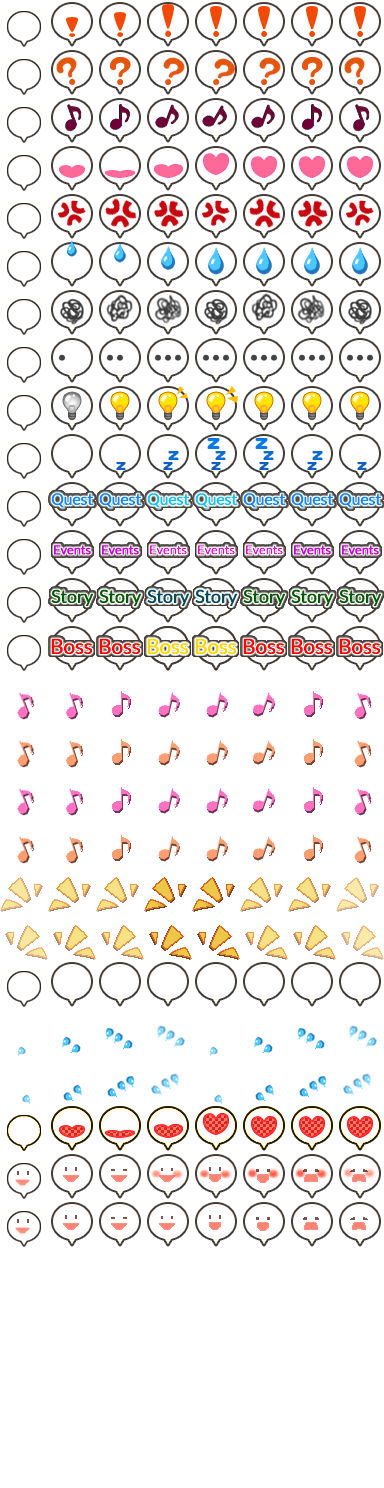 ! ! ! ! ! ! !
? ? ? ? ? ? ?
z z z z z z z z z z z z
Quest Quest Quest Quest Quest Quest Quest
Events Events Events Events Events Events Events
Story Story Story Story Story Story Story
Boss Boss Boss Boss Boss Boss Boss